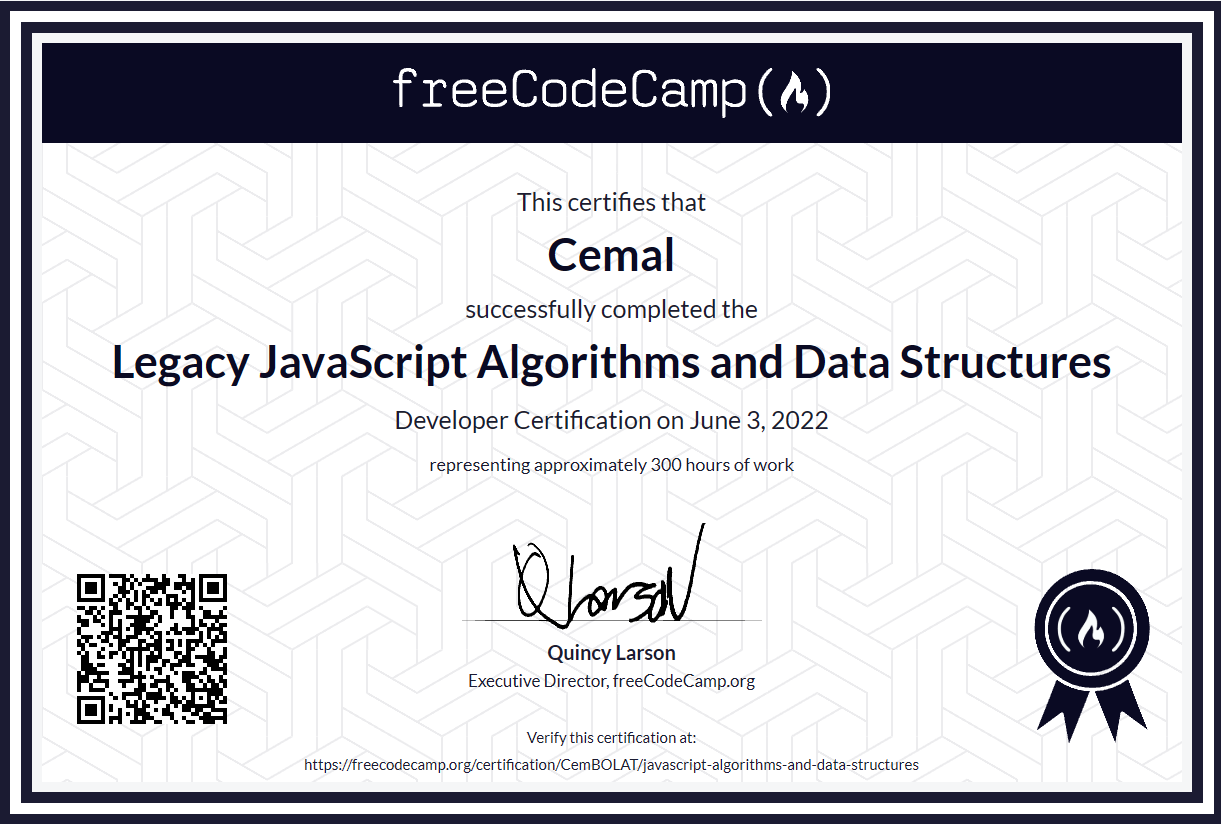 freeCodeCamp
This certifies that
Cemal
successfully completed the
Legacy JavaScript Algorithms and Data Structures
Developer Certification on June 3, 2022
representing approximately 300 hours of work
Q Larson
Quincy Larson
Executive Director, freeCodeCamp.org
Verify this certification at:
https://freecodecamp.org/certification/CemBOLAT/javascript-algorithms-and-data-structures